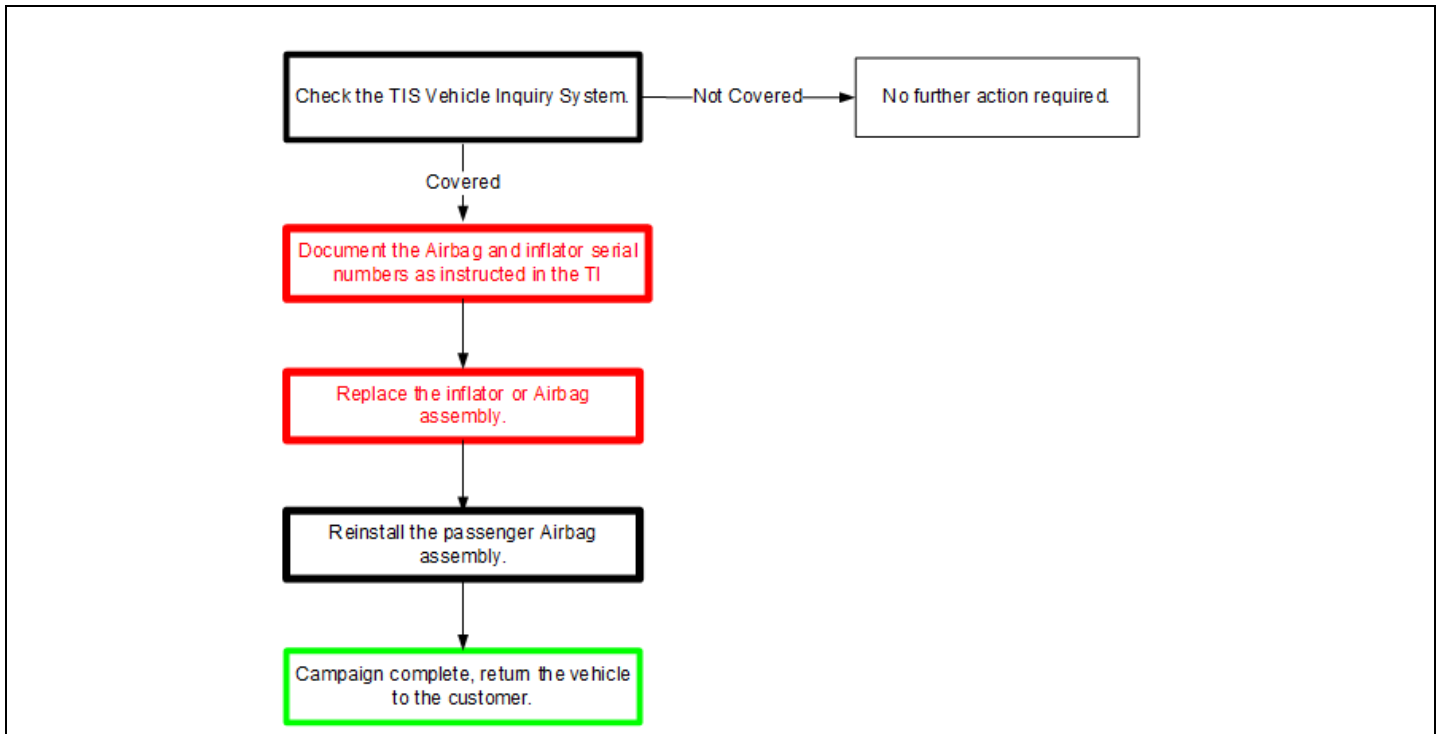 Check the TIS Vehicle Inquiry System.
Not Covered
No further action required.
Covered
Document the Airbag and inflator serial
numbers as instructed in the TI
Replace the inflator or Airbag
assembly.
Reinstall the passenger Airbag
assembly.
Campaign complete, return the vehicle
to the customer.